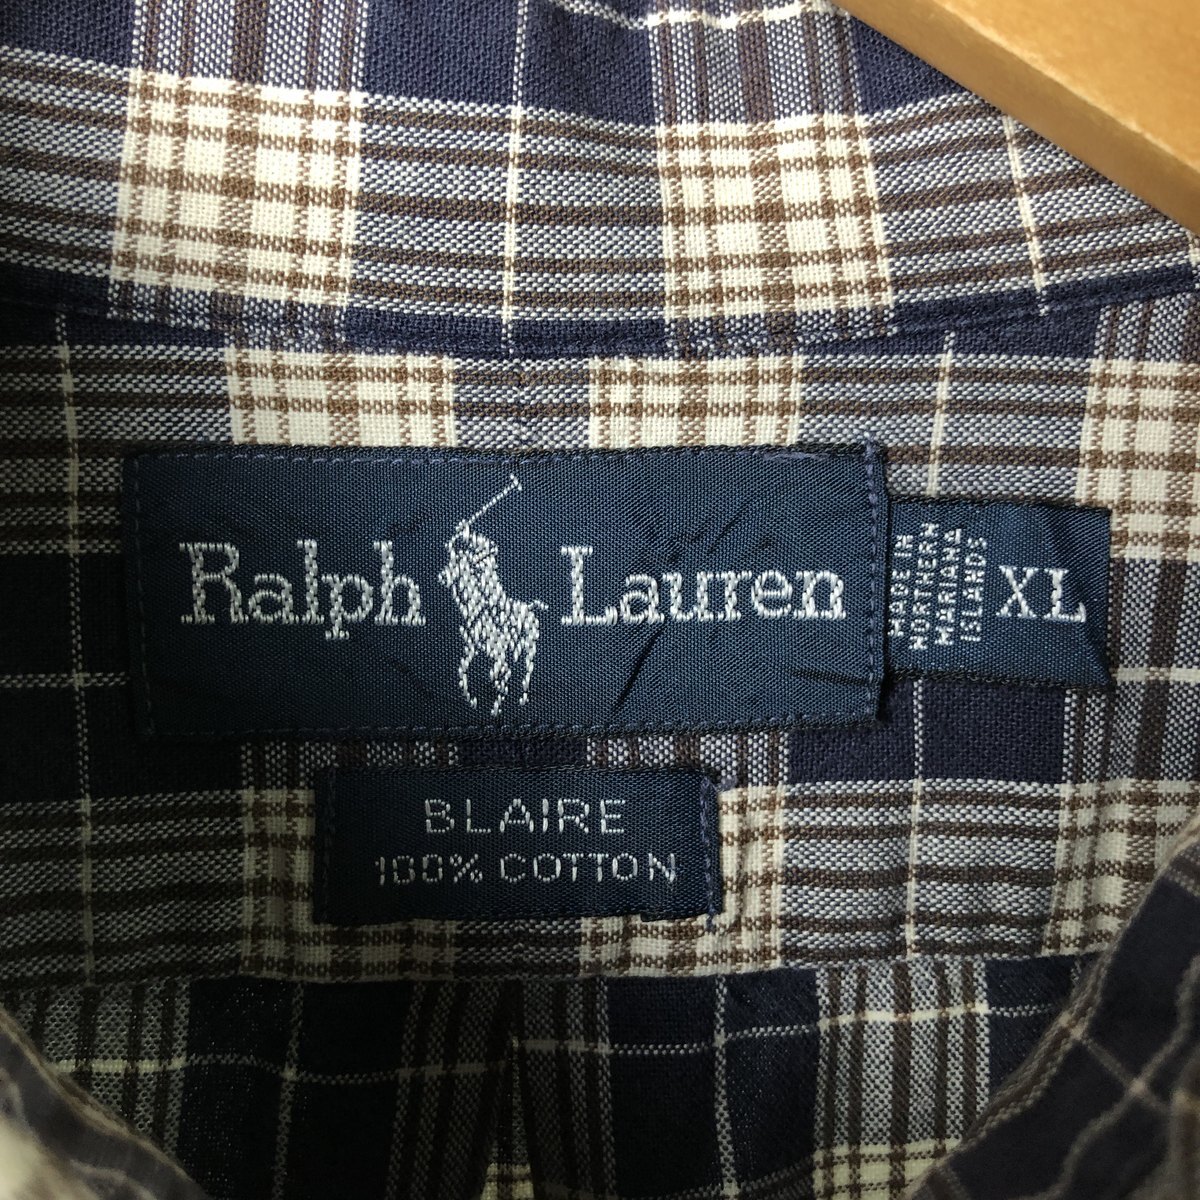 Ralph Lauren
MADE IN
NORTHERN
MARIANA
ISLANDS
XL
BLAIRE
100% COTTON